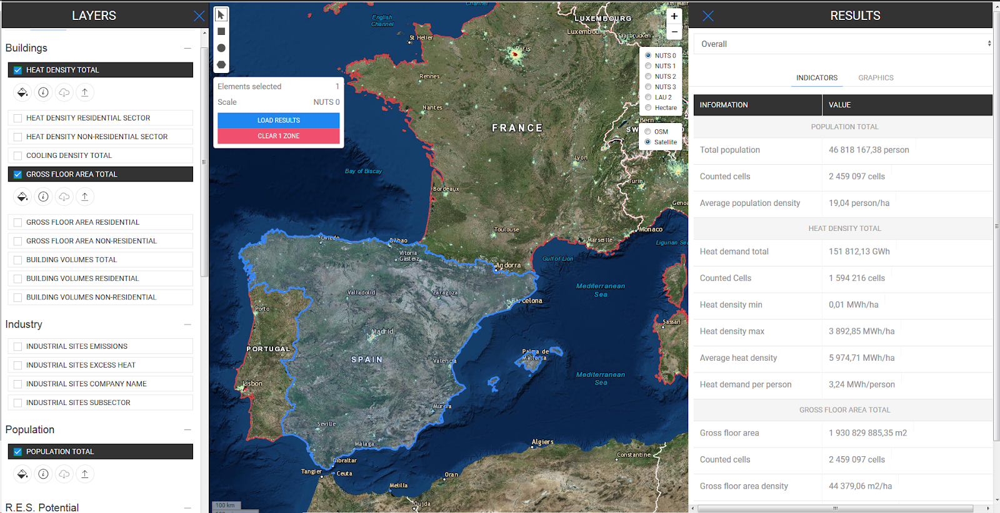 LAYERS
Buildings
HEAT DENSITY TOTAL
HEAT DENSITY RESIDENTIAL SECTOR
HEAT DENSITY NON-RESIDENTIAL SECTOR
COOLING DENSITY TOTAL
GROSS FLOOR AREA TOTAL
GROSS FLOOR AREA RESIDENTIAL
GROSS FLOOR AREA NON-RESIDENTIAL
BUILDING VOLUMES TOTAL
BUILDING VOLUMES RESIDENTIAL
BUILDING VOLUMES NON-RESIDENTIAL
Industry
INDUSTRIAL SITES EMISSIONS
INDUSTRIAL SITES EXCESS HEAT
INDUSTRIAL SITES COMPANY NAME
INDUSTRIAL SITES SUBSECTOR
Population
POPULATION TOTAL
R.E.S. Potential
Elements selected 1
Scale NUTS 0
LOAD RESULTS
CLEAR 1 ZONE
+
−
NUTS 0
NUTS 1
NUTS 2
NUTS 3
LAU 2
Hectare
OSM
Satellite
Channel
English
Channel
LUXEMBOURG
Luxembourg
Saarbrucken
St Helier
Paris
Rennes
Nantes
Bern
FRANCE
SW
Lyon
Bay of Biscay
Turin
Bordeaux
Genoa
Toulouse
Monaco
Marseille
Ligurian Sea
Oviedo
Bilbao
Vitoria-
Gasteiz
Gulf of Lion
Andorra
Mediterranean
Sea
Valladolid
Zaragoza
Barcelona
Porto
Sassari
Madrid
PORTUGAL
SPAIN
Palma de
Mallorca
Valencia
Mediterranean
Sea
Lisbon
Murcia
Seville
Malaga
Algiers
Gibraltar
Constantine
Tangier
Ceuta
Oran
Melilla
Oujda
100 km
RESULTS
Overall
INDICATORS GRAPHICS
INFORMATION VALUE
POPULATION TOTAL
Total population 46 818 167,38 person
Counted cells 2 459 097 cells
Average population density 19,04 person/ha
HEAT DENSITY TOTAL
Heat demand total 151 812,13 GWh
Counted Cells 1 594 216 cells
Heat density min 0,01 MWh/ha
Heat density max 3 892,85 MWh/ha
Average heat density 5 974,71 MWh/ha
Heat demand per person 3,24 MWh/person
GROSS FLOOR AREA TOTAL
Gross floor area 1 930 829 885,35 m2
Counted cells 2 459 097 cells
Gross floor area density 44 379,06 m2/ha